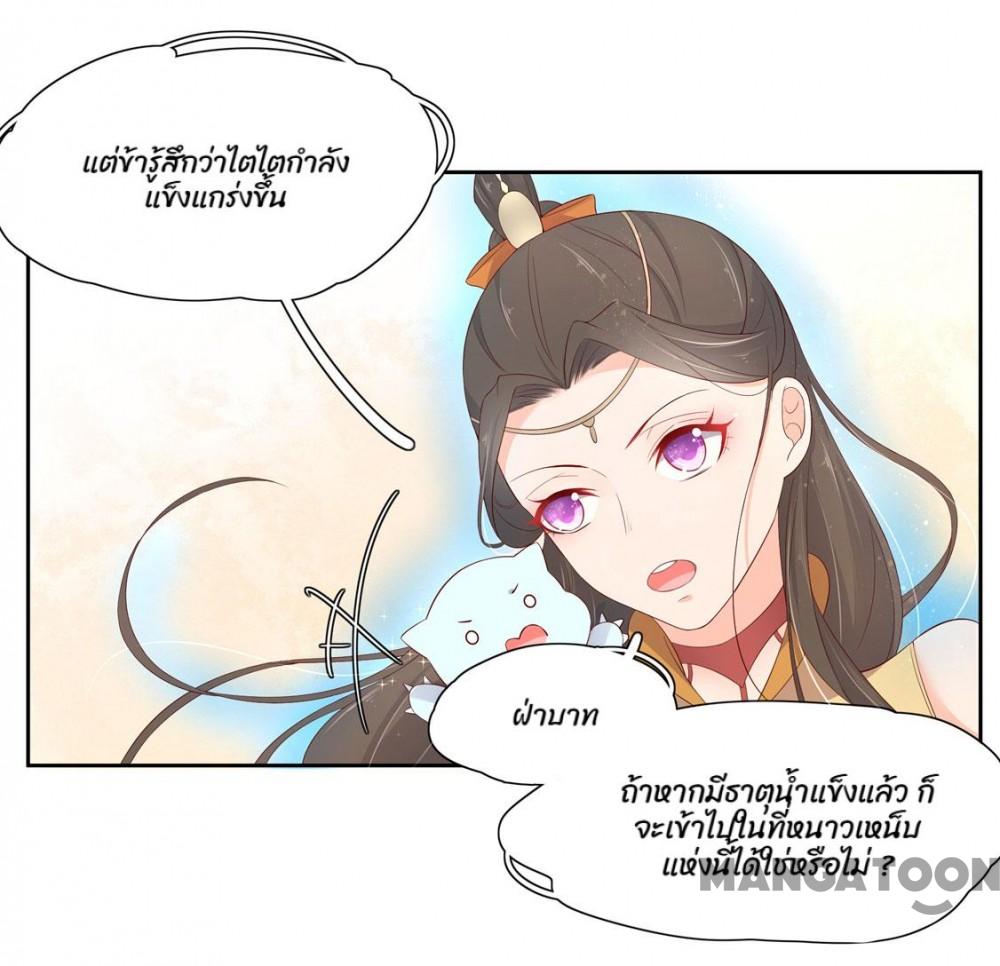 แต่ข้ารู้สึกว่าไตไตกำลัง
แข็งแกร่งขึ้น
ฝ่าบาท
ถ้าหากมีธาตุน้ำแข็งแล้ว ก็
จะเข้าไปในที่หนาวเหน็บ
แห่งนี้ได้ใช่หรือไม่ ?
MANGATOON